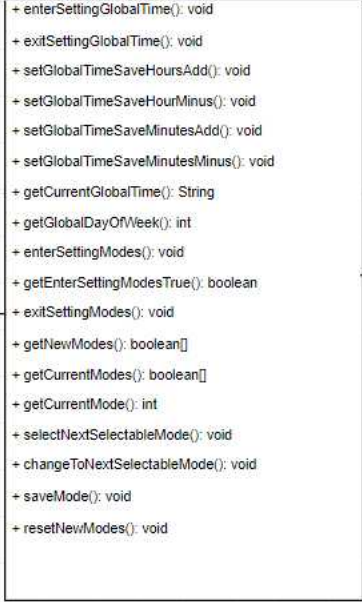 + enterSettingGlobalTime(): void
+ exitSettingGlobalTime(): void
+ setGlobalTimeSaveHoursAdd(): void
+ setGlobalTimeSaveHourMinus(): void
+ setGlobalTimeSaveMinutesAdd(): void
+ setGlobalTimeSaveMinutesMinus(): void
+ getCurrentGlobalTime(): String
+ getGlobalDayOfWeek(): int
+ enterSettingModes(): void
+ getEnterSettingModesTrue(): boolean
+ exitSettingModes(): void
+ getNewModes(): boolean[]
+ getCurrentModes(): boolean[]
+ getCurrentMode(): int
+ selectNextSelectableMode(): void
+ changeToNextSelectableMode(): void
+ saveMode(): void
+ resetNewModes(): void